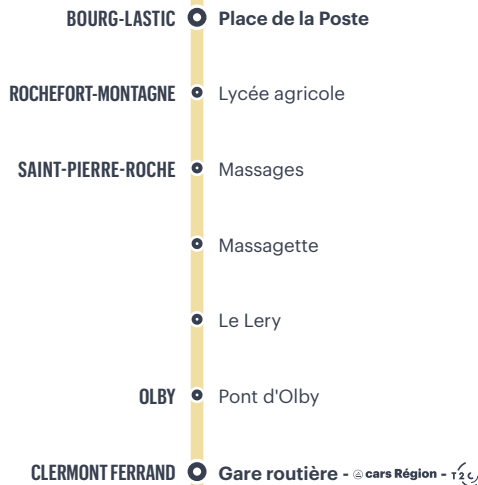 BOURG-LASTIC Place de la Poste
ROCHEFORT-MONTAGNE Lycée agricole
SAINT-PIERRE-ROCHE Massages
Massagette
Le Lery
OLBY Pont d'Olby
CLERMONT FERRAND Gare routière - cars Région - T2C